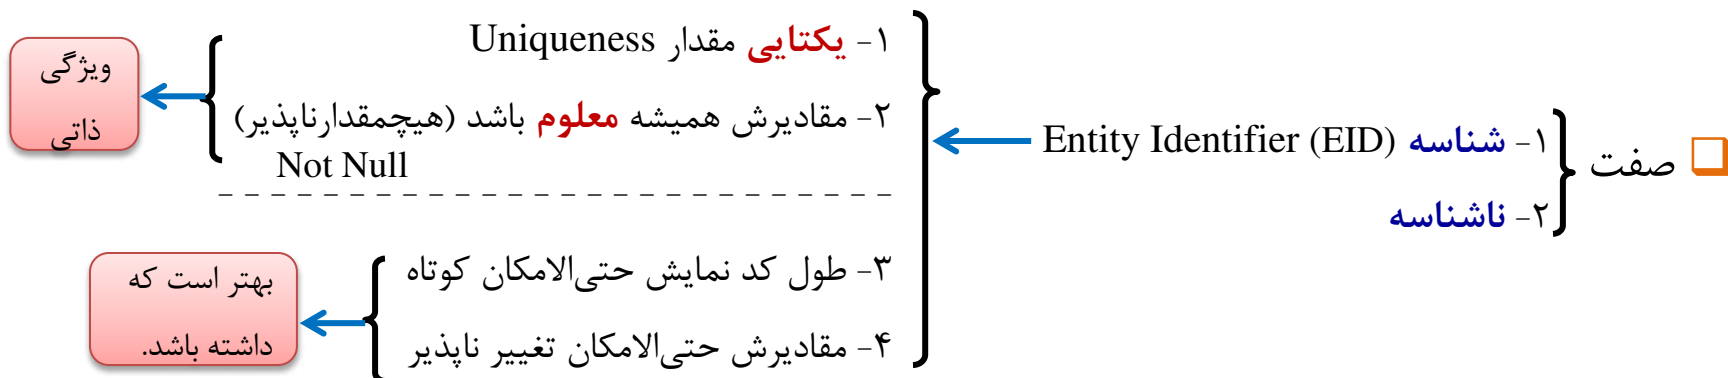 صفت
۱- شناسه Entity Identifier (EID)
۲- ناشناسه
۱- یکتایی مقدار Uniqueness
۲- مقادیرش همیشه معلوم باشد (هیچمقدارناپذیر)
Not Null
ویژگی
ذاتی
۳- طول کد نمایش حتی‌الامکان کوتاه
۴- مقادیرش حتی‌الامکان تغییر ناپذیر
بهتر است که
داشته باشد.